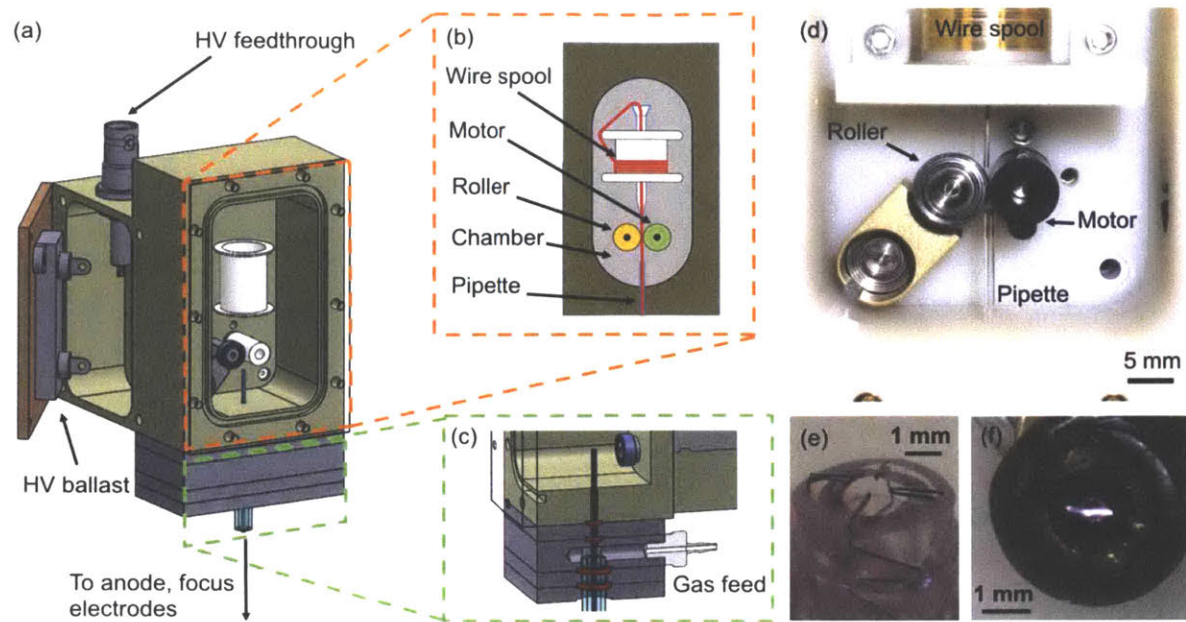 (a)
HV feedthrough
HV ballast
To anode, focus
electrodes
(b)
Wire spool
Motor
Roller
Chamber
Pipette
(c)
Gas feed
(d)
Wire spool
Roller
Motor
Pipette
5 mm
(e)
1 mm
(f)
1 mm